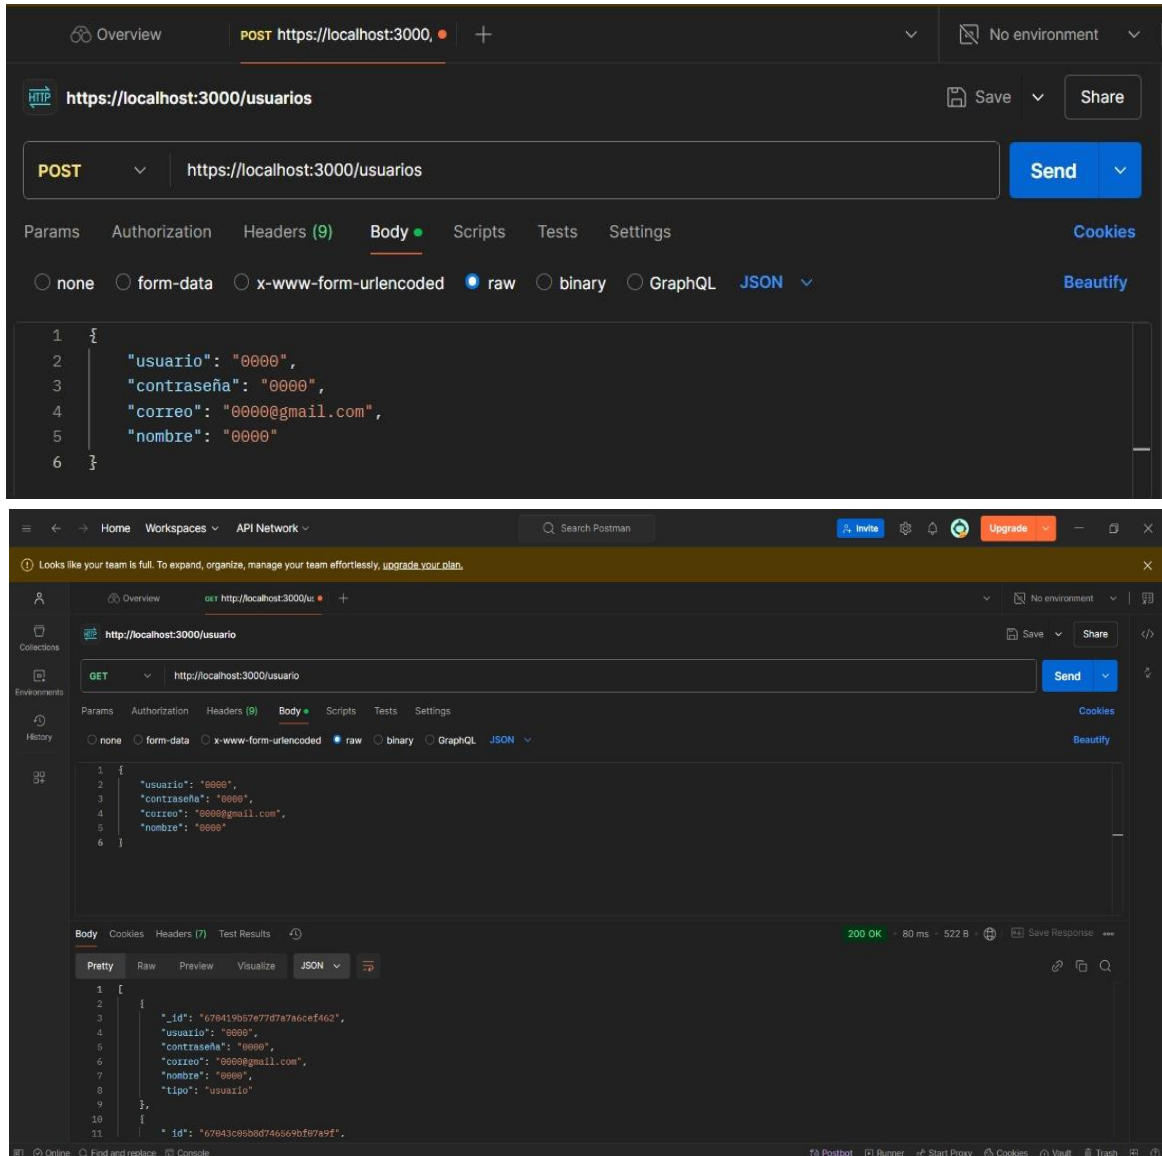 Overview POST https://localhost:3000, No environment
HTTP https://localhost:3000/usuarios Save Share
POST https://localhost:3000/usuarios Send
Params Authorization Headers (9) Body Scripts Tests Settings Cookies
none form-data x-www-form-urlencoded raw binary GraphQL JSON Beautify
1 {
2 "usuario": "0000",
3 "contraseña": "0000",
4 "correo": "0000@gmail.com",
5 "nombre": "0000"
6 }
Home Workspaces API Network Search Postman Invite Upgrade
Looks like your team is full. To expand, organize, manage your team effortlessly, upgrade your plan.
Overview GET http://localhost:3000/us No environment
Collections HTTP http://localhost:3000/usuario Save Share
Environments GET http://localhost:3000/usuario Send
History Params Authorization Headers (9) Body Scripts Tests Settings Cookies
none form-data x-www-form-urlencoded raw binary GraphQL JSON Beautify
1 {
2 "usuario": "0000",
3 "contraseña": "0000",
4 "correo": "0000@gmail.com",
5 "nombre": "0000"
6 }
Body Cookies Headers (7) Test Results 200 OK 80 ms 522 B Save Response
Pretty Raw Preview Visualize JSON
1 [
2 {
3 "_id": "670419b57e77d7a7a6cef462",
4 "usuario": "0000",
5 "contraseña": "0000",
6 "correo": "0000@gmail.com",
7 "nombre": "0000",
8 "tipo": "usuario"
9 },
10 {
11 "_id": "67043c05b8d746569bf07a9f",
Online Find and replace Console Postbot Runner Start Proxy Cookies Vault Trash